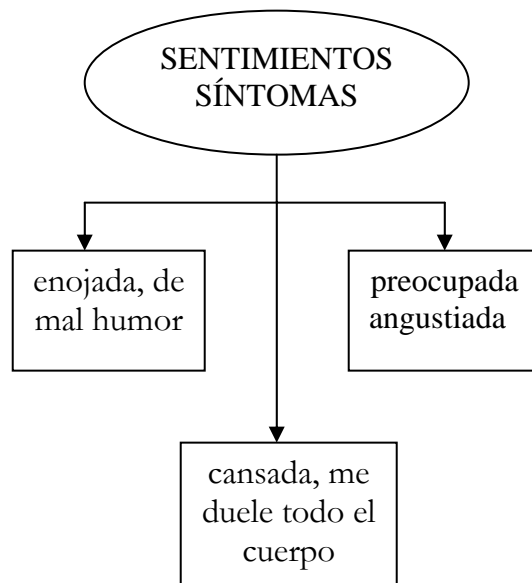 SENTIMIENTOS
SÍNTOMAS
enojada, de
mal humor
preocupada
angustiada
cansada, me
duele todo el
cuerpo